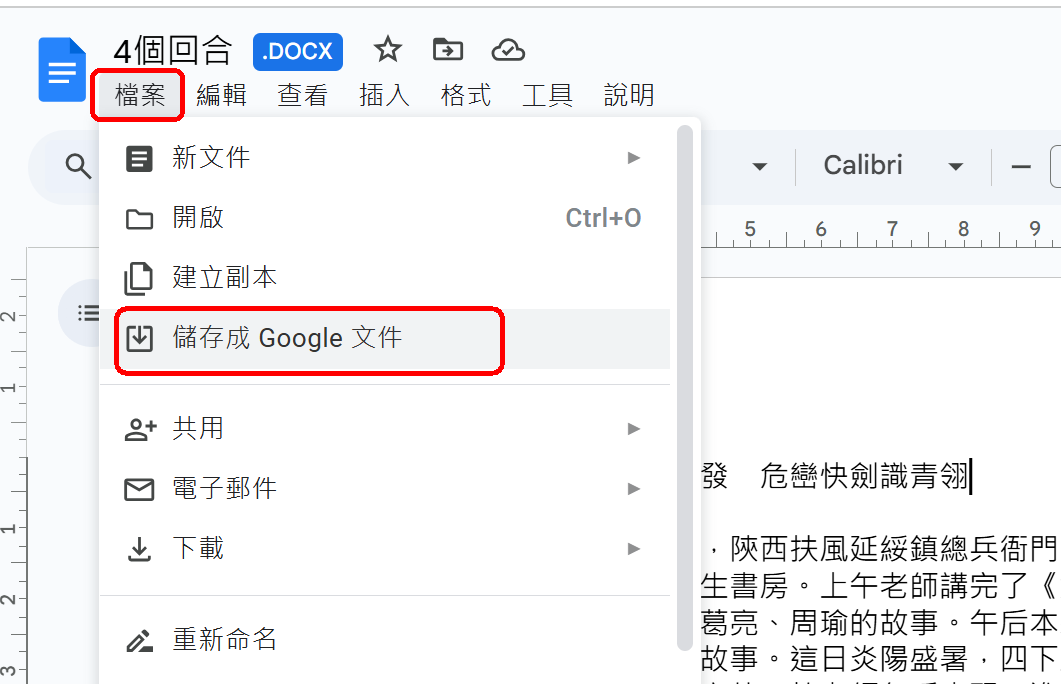 4個回合 .DOCX
檔案 編輯 查看 插入 格式 工具 說明
新文件
開啟 Ctrl+O
建立副本
儲存成 Google 文件
共用
電子郵件
下載
重新命名
Calibri
5 6 7 8 9
2
1
1
2
3
發 危巒快劍識青翎
，陝西扶風延綏鎮總兵衙門
生書房。上午老師講完了《
葛亮、周瑜的故事。午后本
故事。這日炎陽盛暑，四下